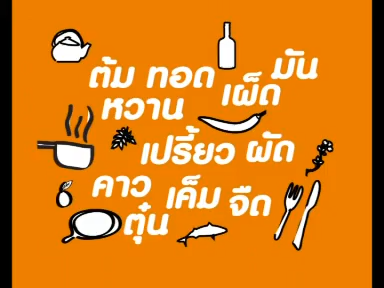 ต้ม ทอด มัน
หวาน เผ็ด
เปรี้ยว ผัด
คาว เค็ม จืด
ตุ๋น